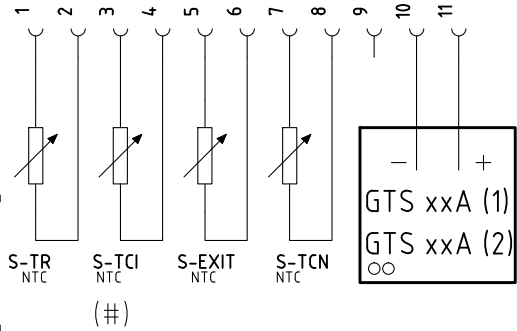 1 2 3 4 5 6 7 8 9 10 11
− +
GTS xxA (1)
GTS xxA (2)
S-TR S-TCI S-EXIT S-TCN
NTC NTC NTC NTC
(#)